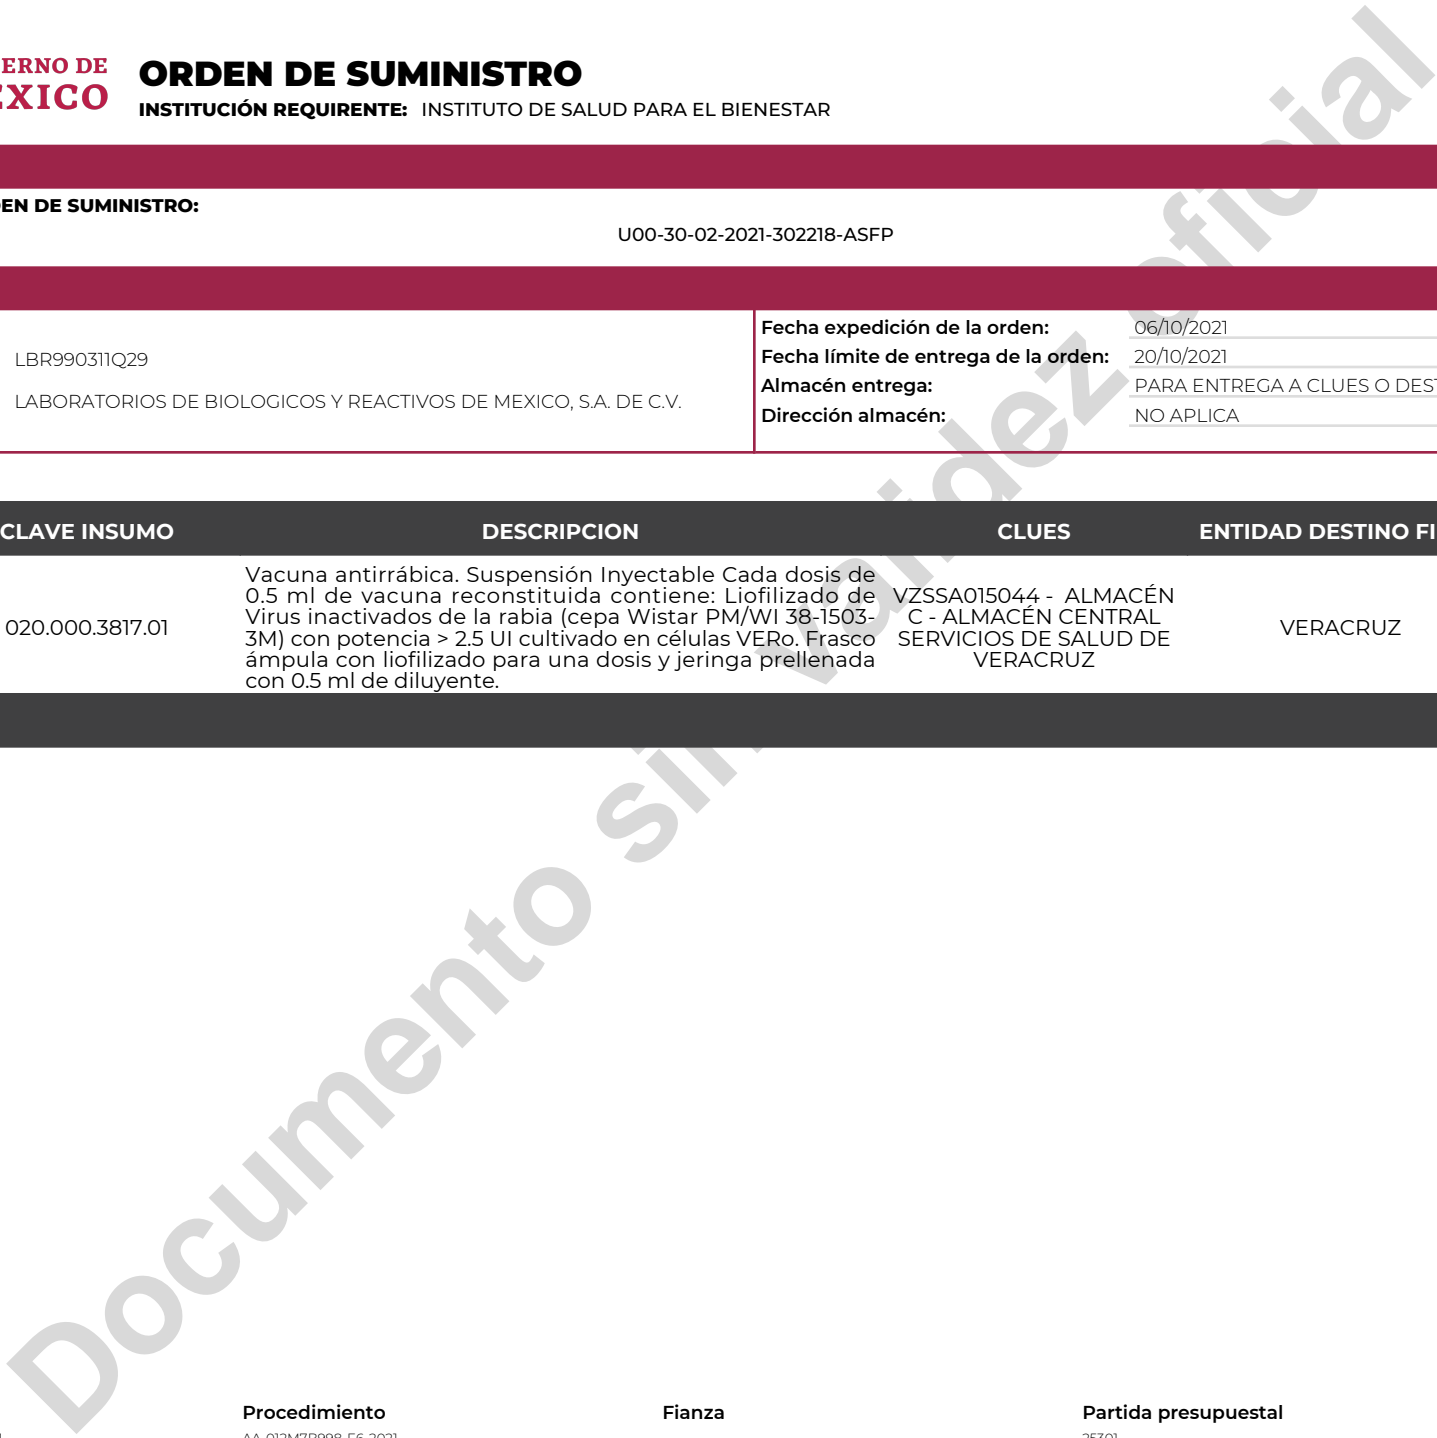 ERNO DE
ORDEN DE SUMINISTRO
INSTITUCIÓN REQUIRENTE: INSTITUTO DE SALUD PARA EL BIENESTAR
EN DE SUMINISTRO:
U00-30-02-2021-302218-ASFP
LBR990311Q29
LABORATORIOS DE BIOLOGICOS Y REACTIVOS DE MEXICO, S.A. DE C.V.
Fecha expedición de la orden: 06/10/2021
Fecha límite de entrega de la orden: 20/10/2021
Almacén entrega: PARA ENTREGA A CLUES O DEST
Dirección almacén: NO APLICA
CLAVE INSUMO DESCRIPCION CLUES ENTIDAD DESTINO FI
020.000.3817.01
Vacuna antirrábica. Suspensión Inyectable Cada dosis de
0.5 ml de vacuna reconstituida contiene: Liofilizado de
Virus inactivados de la rabia (cepa Wistar PM/WI 38-1503-
3M) con potencia > 2.5 UI cultivado en células VERo. Frasco
ámpula con liofilizado para una dosis y jeringa prellenada
con 0.5 ml de diluyente.
VZSSA015044 - ALMACÉN
C - ALMACÉN CENTRAL
SERVICIOS DE SALUD DE
VERACRUZ
VERACRUZ
Documento sin validez oficial
Procedimiento Fianza Partida presupuestal